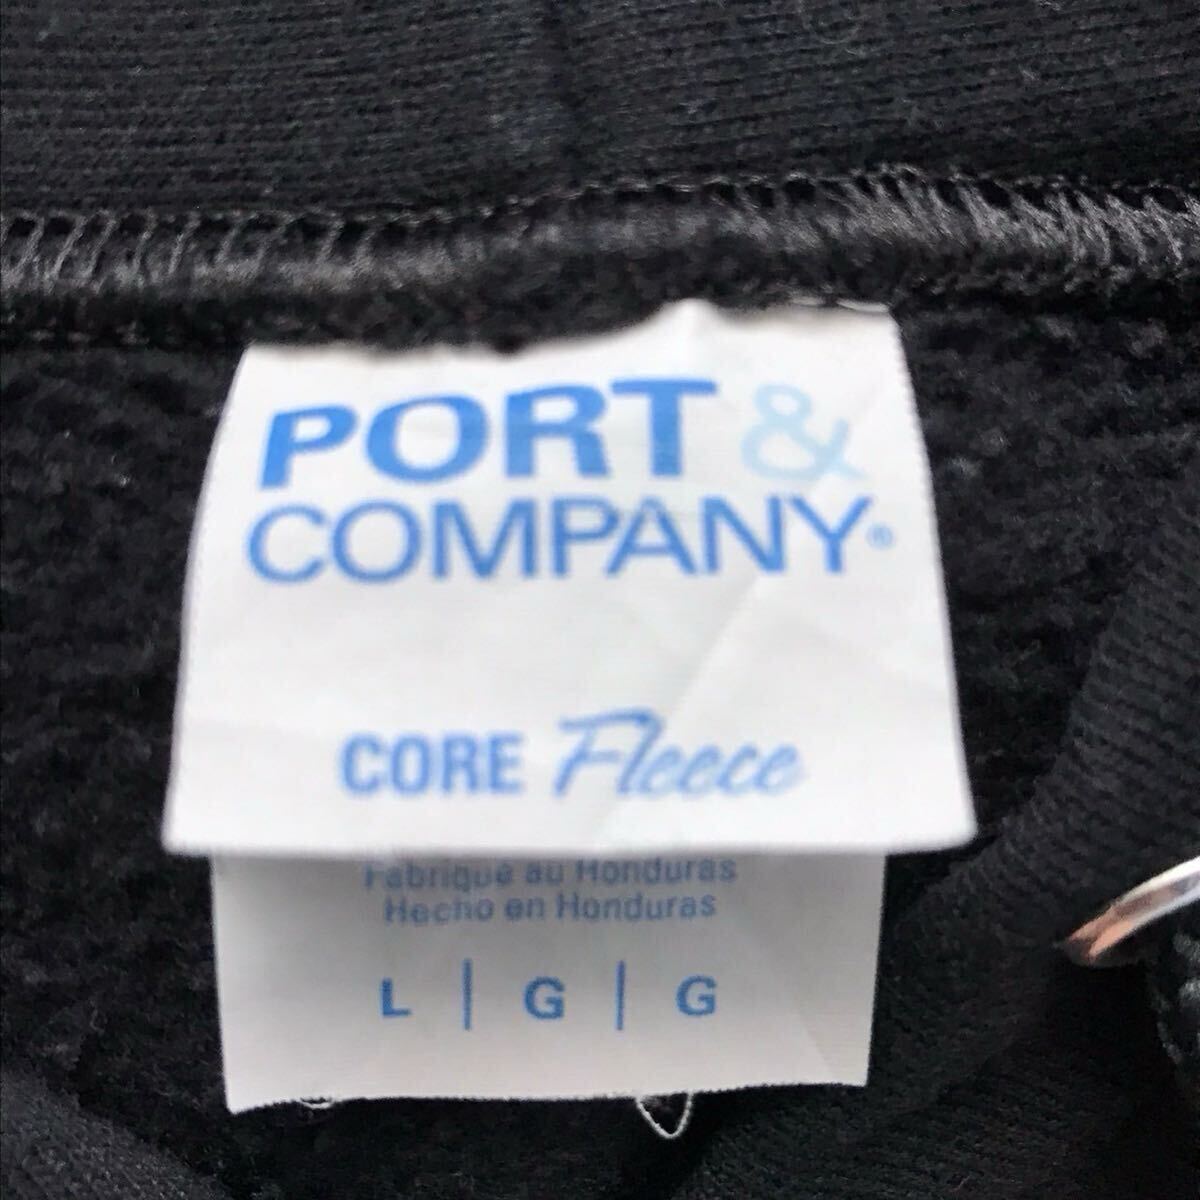 PORT &
COMPANY®
CORE Fleece
Fabriqué au Honduras
Hecho en Honduras
L | G | G